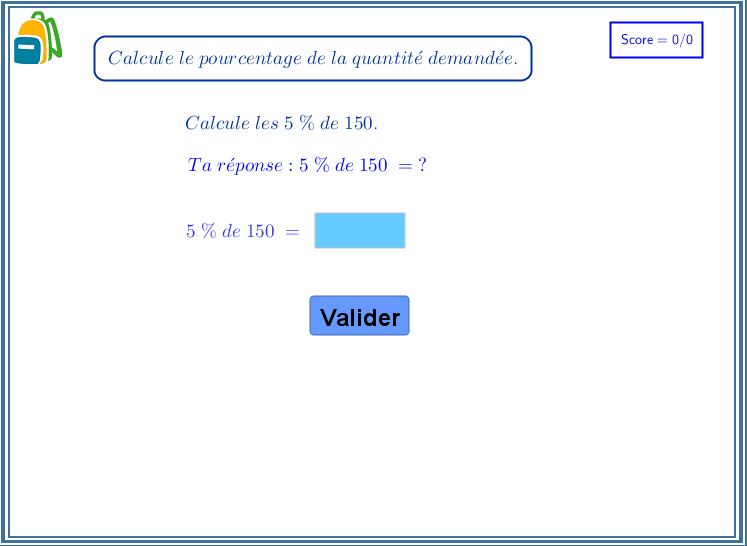 Calcule le pourcentage de la quantité demandée.
Score = 0/0
Calcule les 5 % de 150.
Ta réponse : 5 % de 150 = ?
5 % de 150 =
Valider